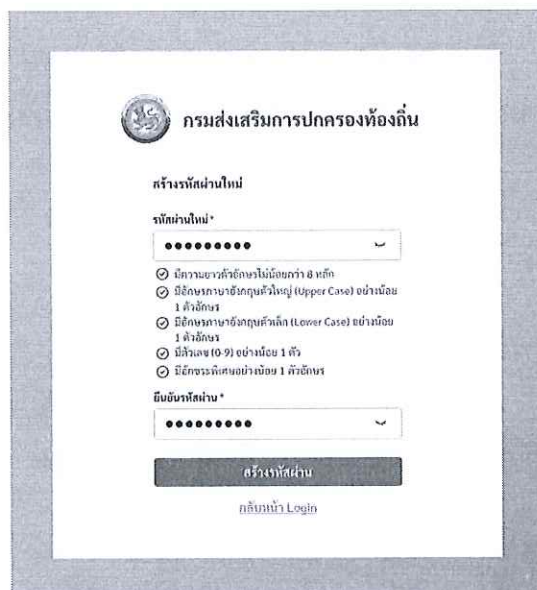 กรมส่งเสริมการปกครองท้องถิ่น
สร้างรหัสผ่านใหม่
รหัสผ่านใหม่ *
มีความยาวตัวอักษรไม่น้อยกว่า 8 หลัก
มีอักษรภาษาอังกฤษตัวใหญ่ (Upper Case) อย่างน้อย
1 ตัวอักษร
มีอักษรภาษาอังกฤษตัวเล็ก (Lower Case) อย่างน้อย
1 ตัวอักษร
มีตัวเลข (0-9) อย่างน้อย 1 ตัว
มีอักขระพิเศษอย่างน้อย 1 ตัวอักษร
ยืนยันรหัสผ่าน *
สร้างรหัสผ่าน
กลับหน้า Login